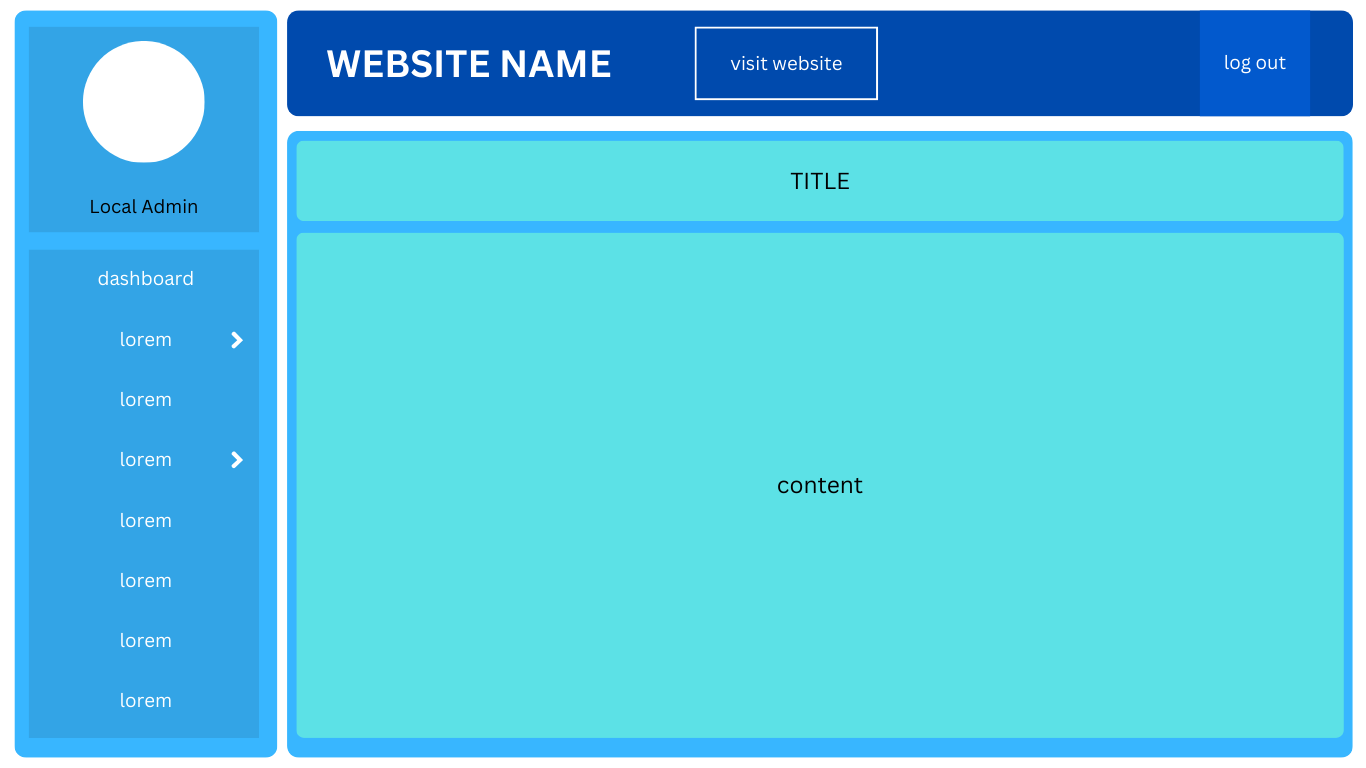 Local Admin
dashboard
lorem
lorem
lorem
lorem
lorem
lorem
lorem
WEBSITE NAME
visit website
log out
TITLE
content